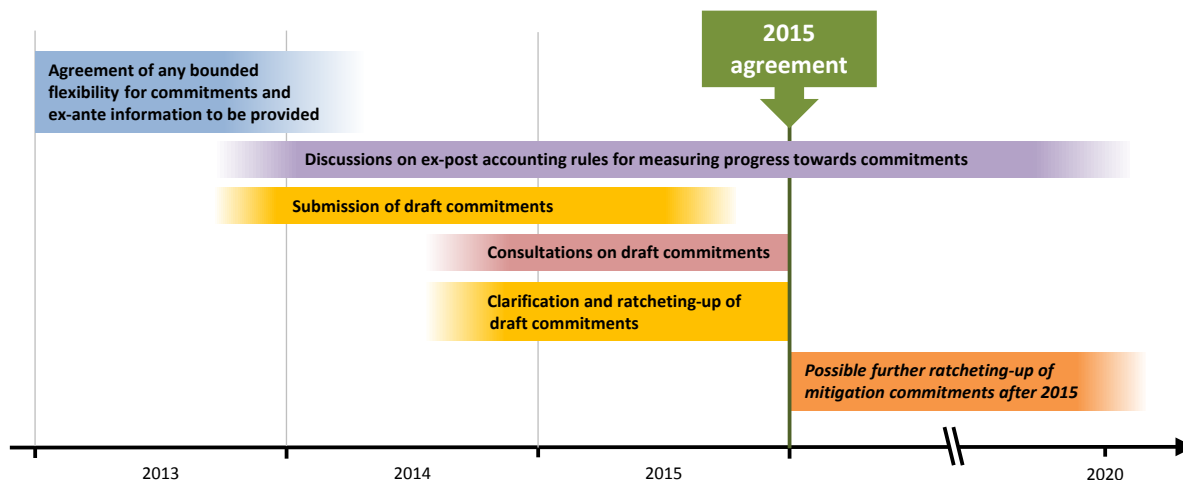 2015
agreement
Agreement of any bounded
flexibility for commitments and
ex-ante information to be provided
Discussions on ex-post accounting rules for measuring progress towards commitments
Submission of draft commitments
Consultations on draft commitments
Clarification and ratcheting-up of
draft commitments
Possible further ratcheting-up of
mitigation commitments after 2015
2013
2014
2015
2020